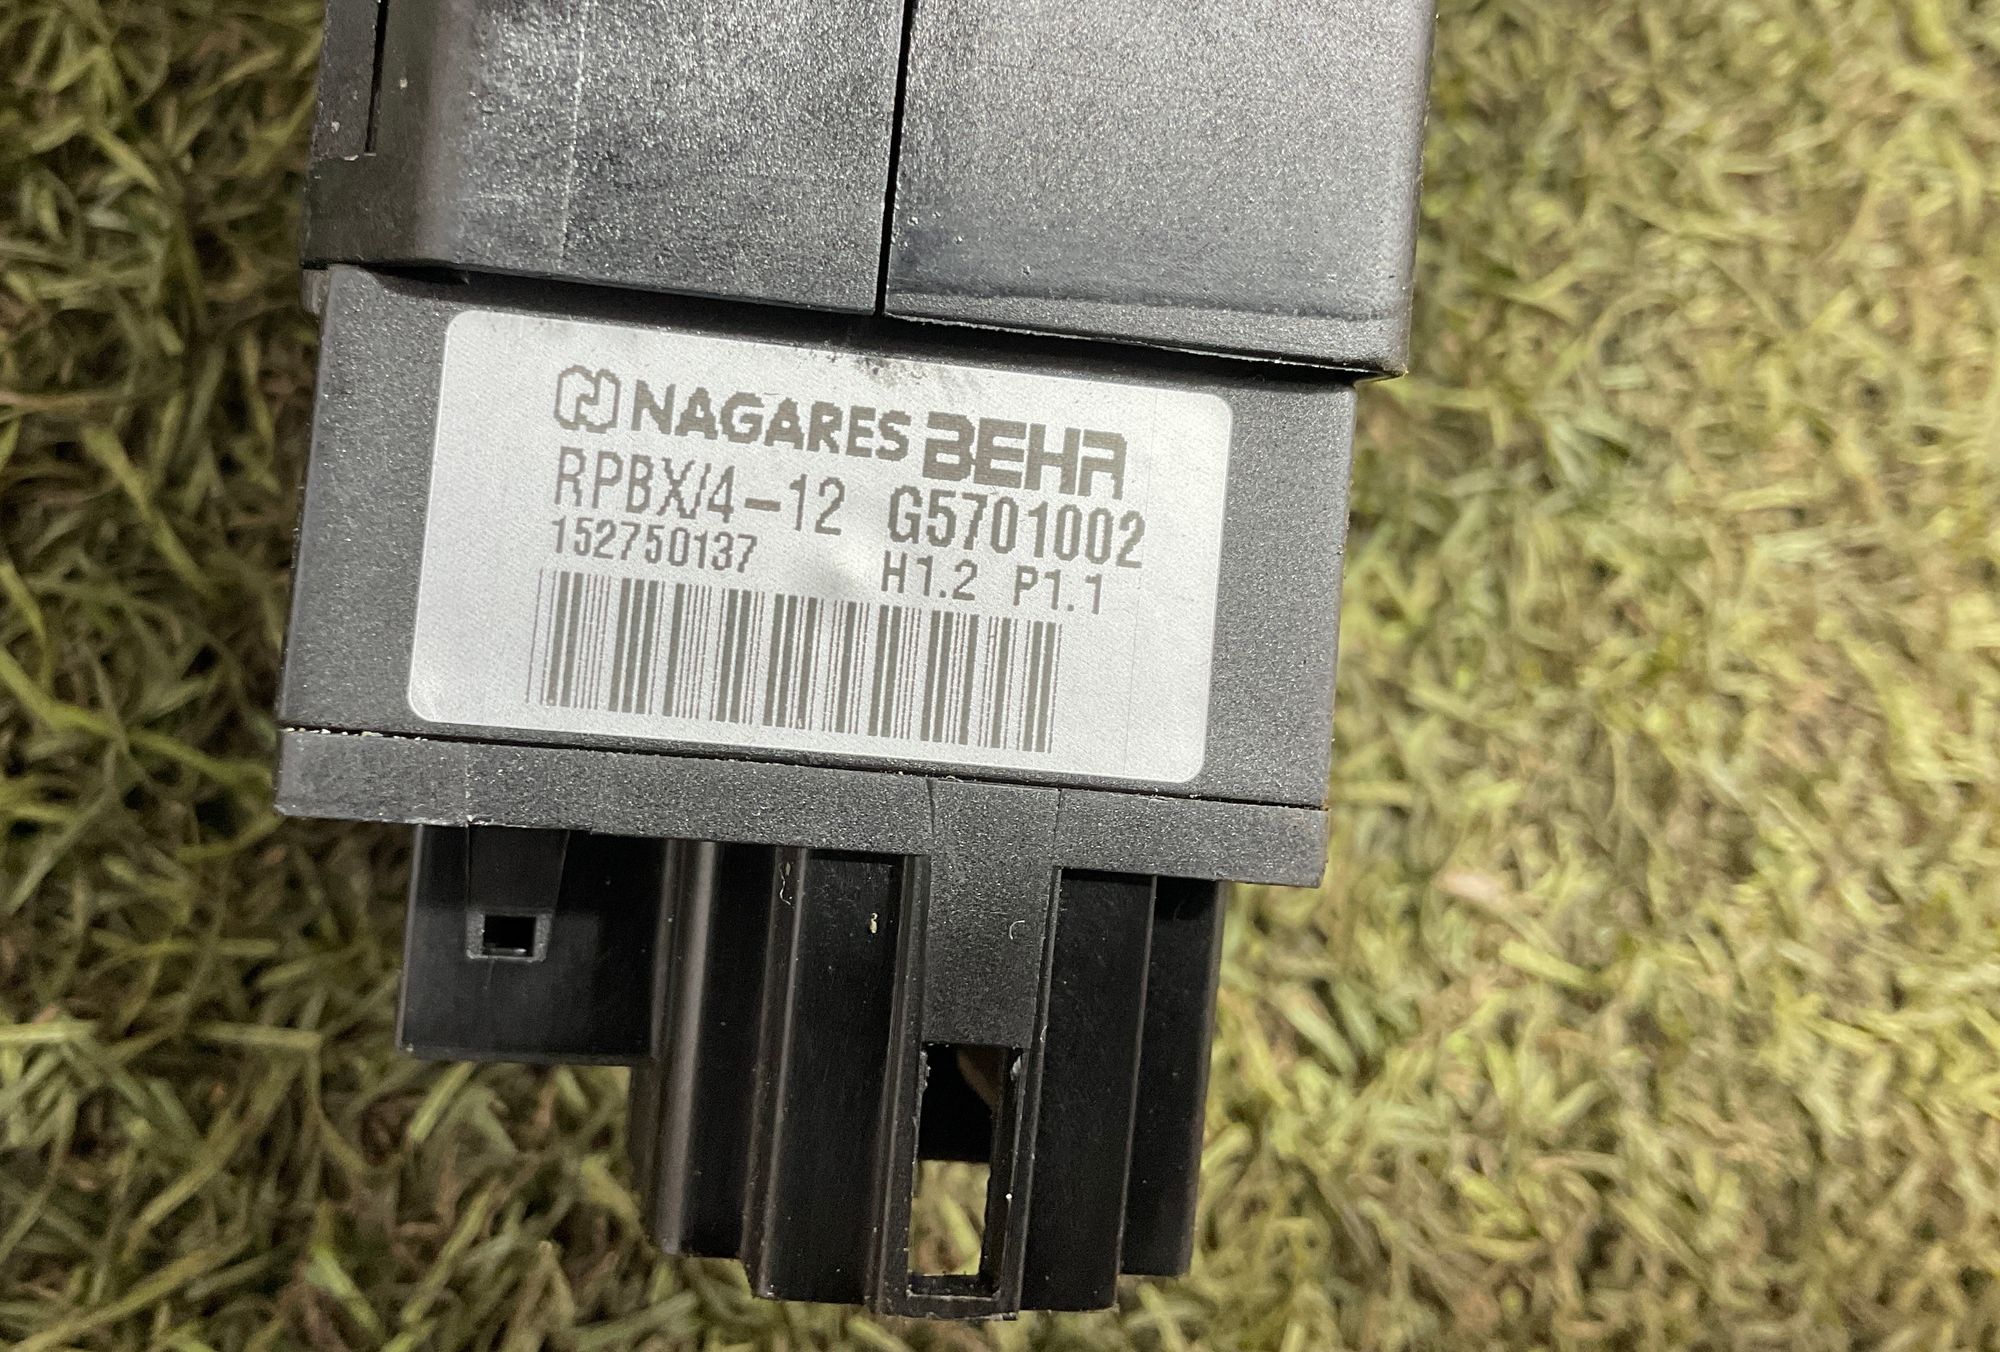 NAGARES BEHR
RPBX/4-12 G5701002
152750137 H1.2 P1.1